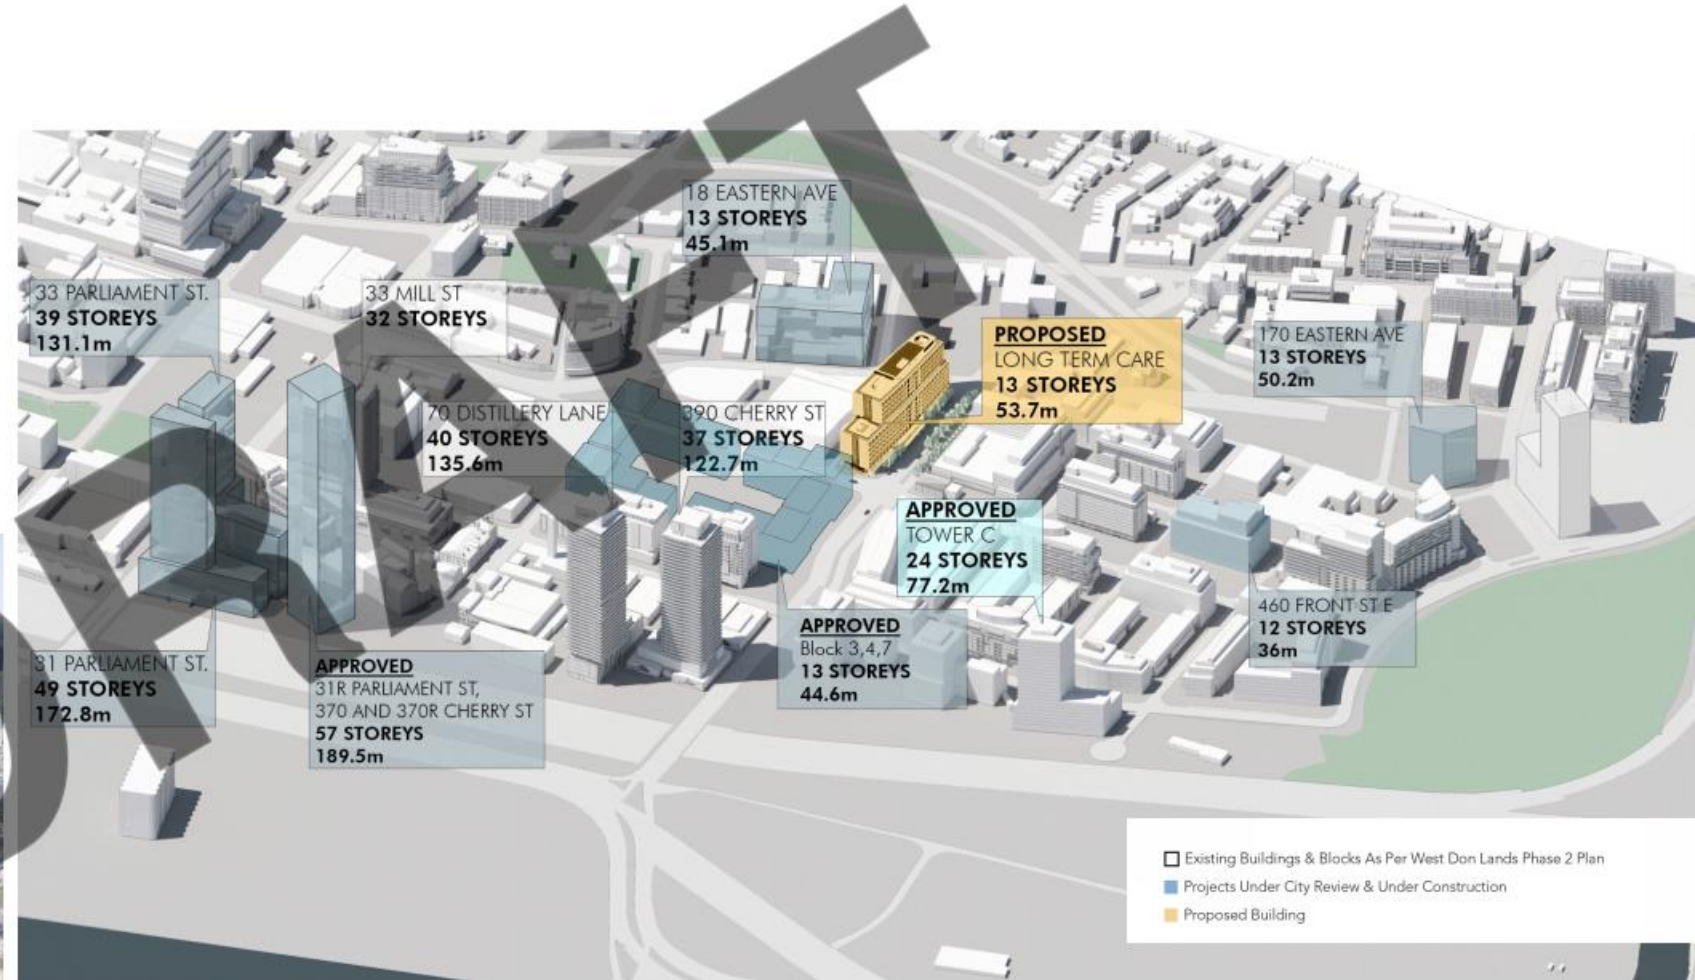 DRAFT
18 EASTERN AVE
13 STOREYS
45.1m
33 PARLIAMENT ST.
39 STOREYS
131.1m
33 MILL ST
32 STOREYS
PROPOSED
LONG TERM CARE
13 STOREYS
53.7m
170 EASTERN AVE
13 STOREYS
50.2m
70 DISTILLERY LANE
40 STOREYS
135.6m
390 CHERRY ST
37 STOREYS
122.7m
APPROVED
TOWER C
24 STOREYS
77.2m
460 FRONT ST E
12 STOREYS
36m
APPROVED
Block 3,4,7
13 STOREYS
44.6m
31 PARLIAMENT ST.
49 STOREYS
172.8m
APPROVED
31R PARLIAMENT ST,
370 AND 370R CHERRY ST
57 STOREYS
189.5m
Existing Buildings & Blocks As Per West Don Lands Phase 2 Plan
Projects Under City Review & Under Construction
Proposed Building